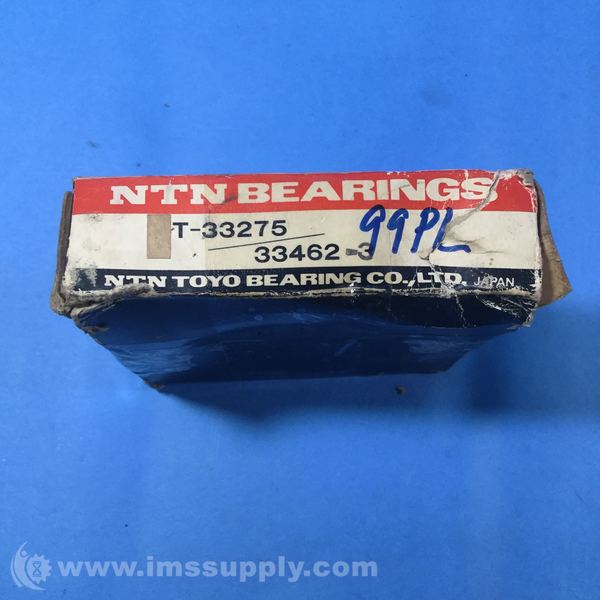 NTN BEARINGS
T-33275
33462-3
99PL
NTN TOYO BEARING CO.,LTD. JAPAN
www.imssupply.com